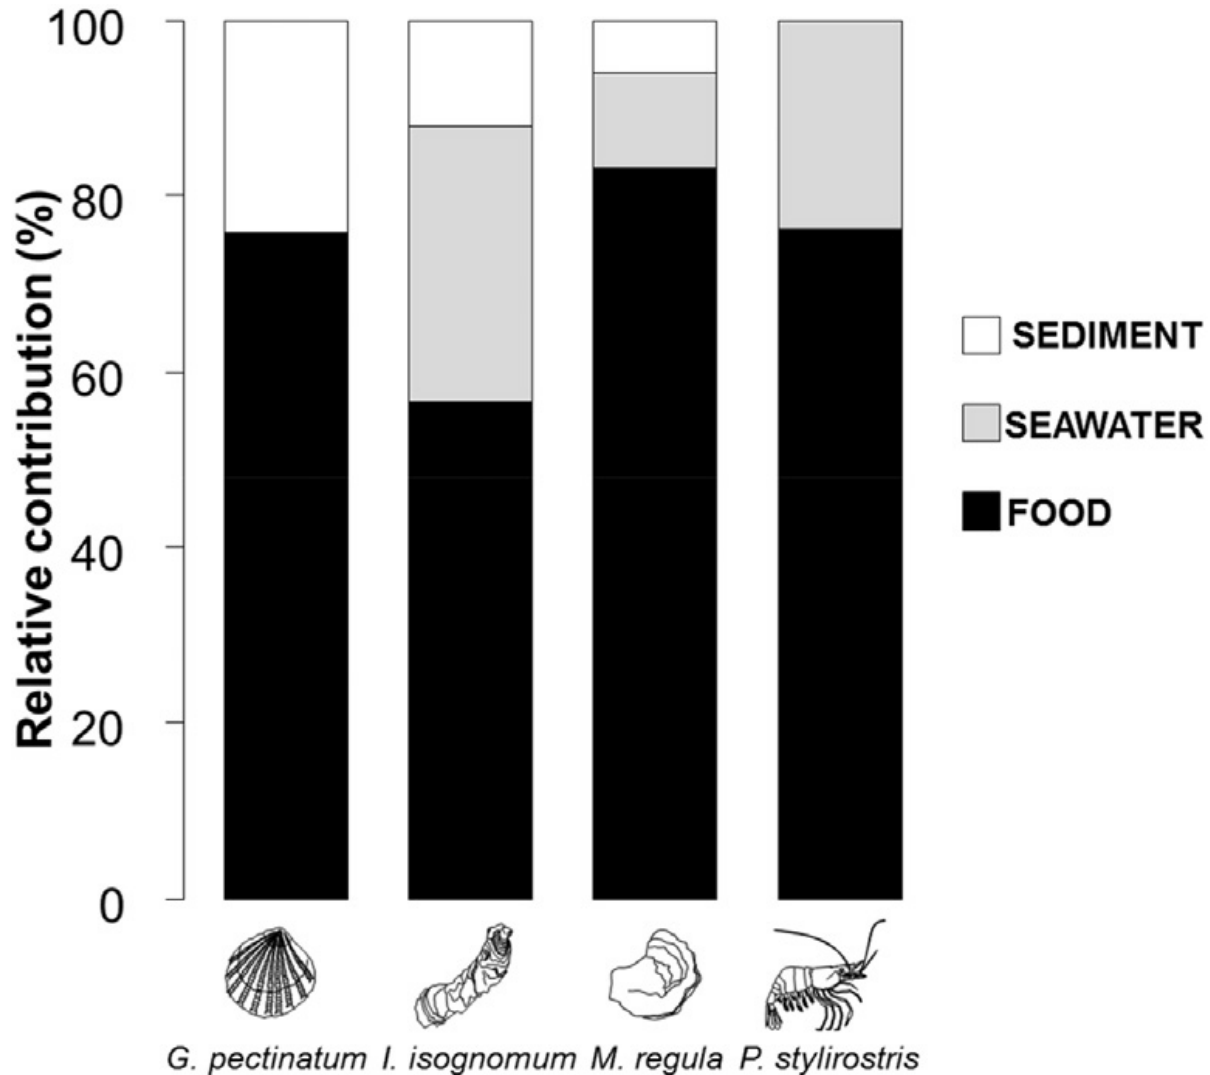 Relative contribution (%)
100
80
60
40
20
0
SEDIMENT
SEAWATER
FOOD
G. pectinatum I. isognomum M. regula P. stylirostris